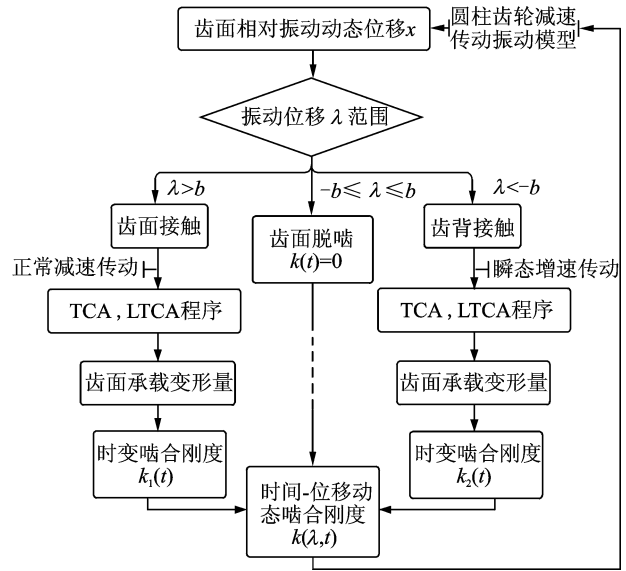 齿面相对振动动态位移x
圆柱齿轮减速
传动振动模型
振动位移 λ 范围
λ>b
-b≤ λ ≤b
λ<-b
齿面接触
齿面脱啮
k(t)=0
齿背接触
正常减速传动
瞬态增速传动
TCA , LTCA程序
TCA , LTCA程序
齿面承载变形量
齿面承载变形量
时变啮合刚度
k₁(t)
时变啮合刚度
k₂(t)
时间-位移动
态啮合刚度
k(λ,t)